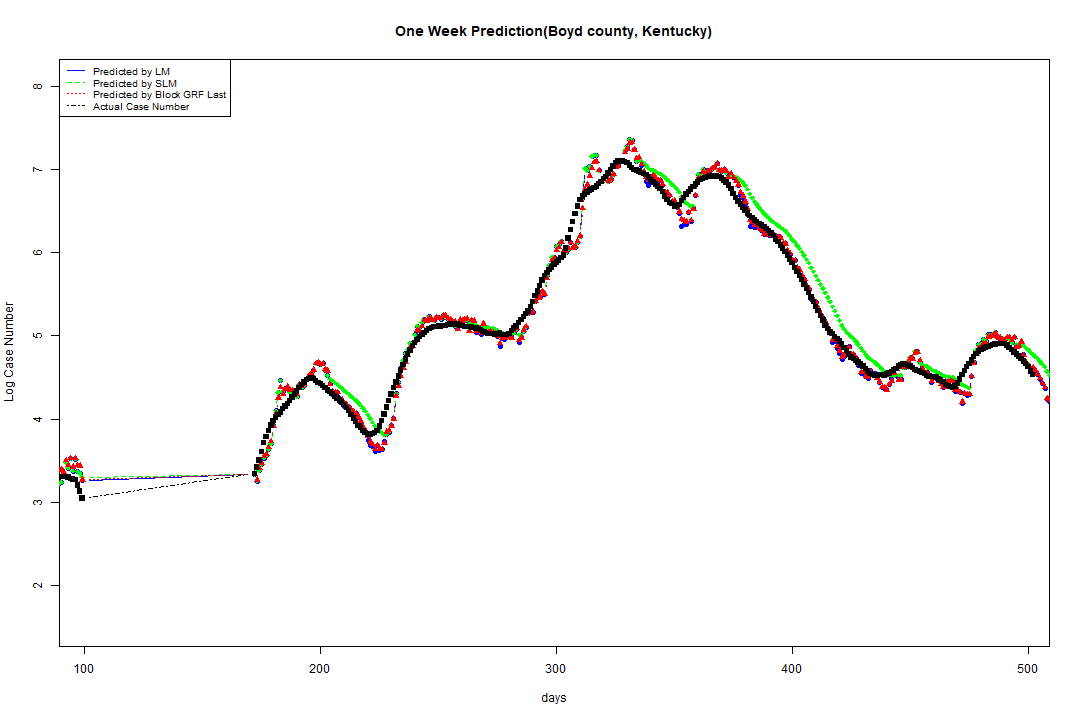 One Week Prediction(Boyd county, Kentucky)
Predicted by LM
Predicted by SLM
Predicted by Block GRF Last
Actual Case Number
8
7
6
5
4
3
2
Log Case Number
100 200 300 400 500
days